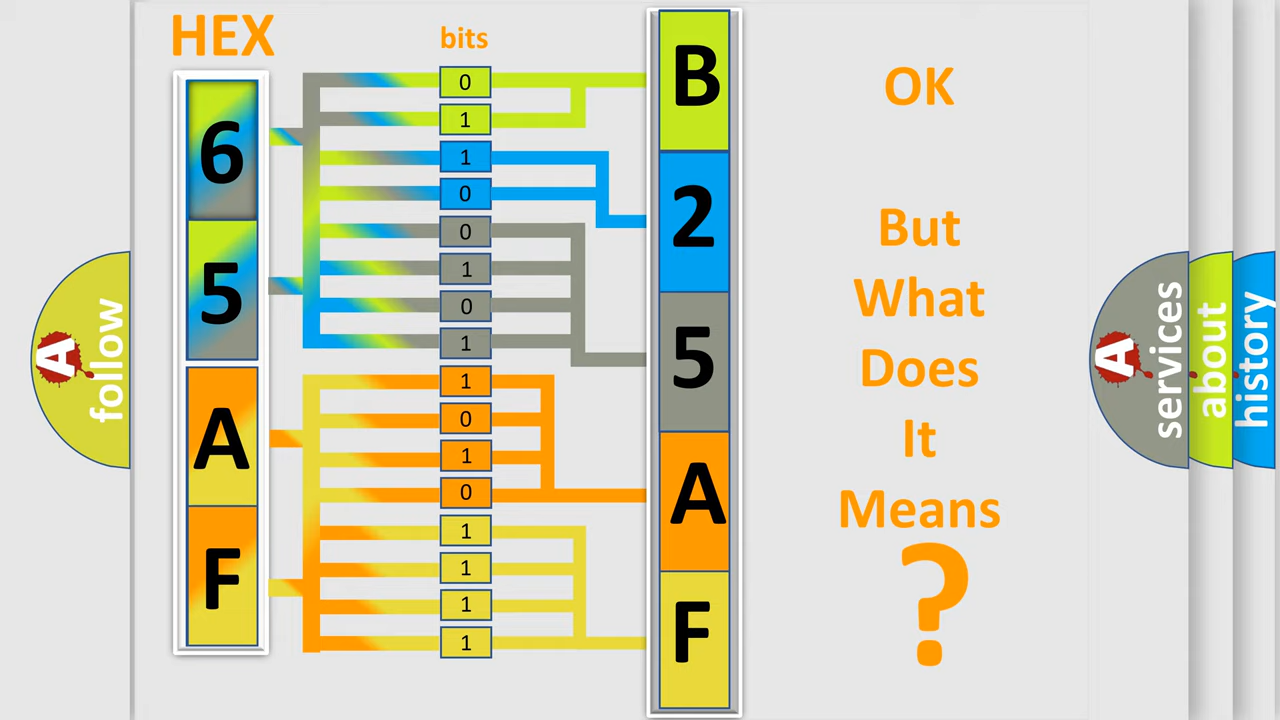 HEX
bits
6
5
A
F
0
1
1
0
0
1
0
1
1
0
1
0
1
1
1
1
B
2
5
A
F
OK
But
What
Does
It
Means
?
A
follow
A
services
about
history